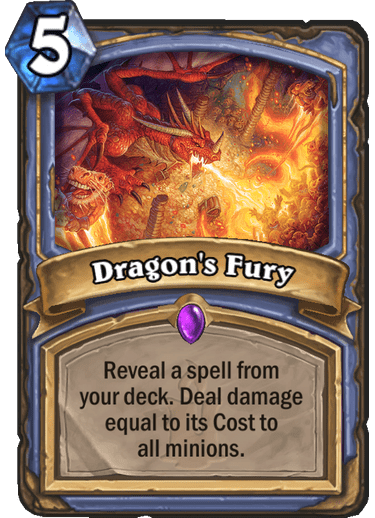 5
Dragon's Fury
Reveal a spell from
your deck. Deal damage
equal to its Cost to
all minions.